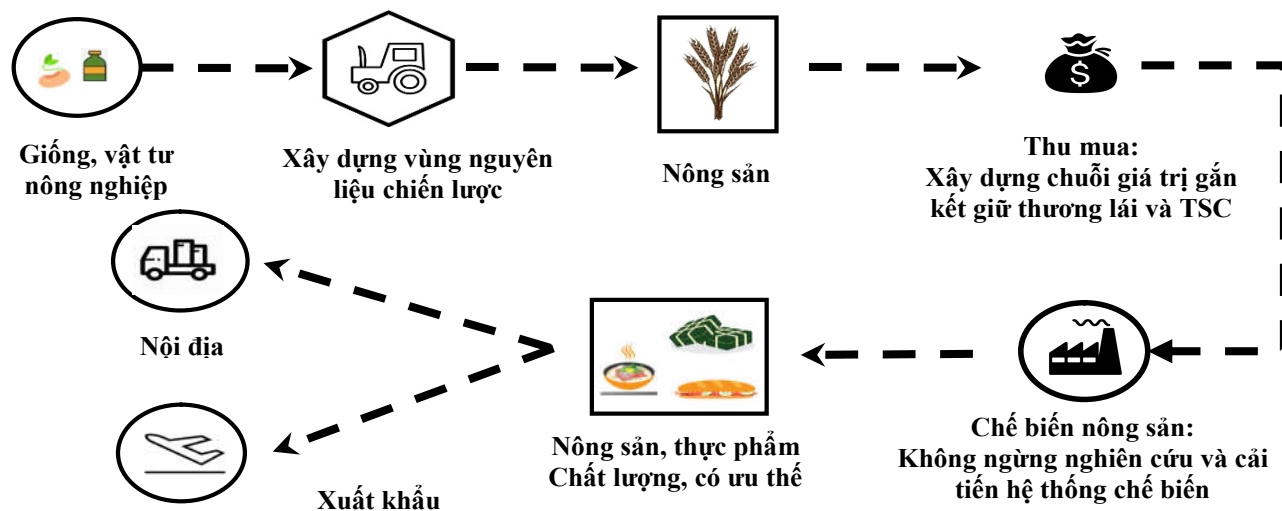 Giống, vật tư
nông nghiệp
Xây dựng vùng nguyên
liệu chiến lược
Nông sản
$
Thu mua:
Xây dựng chuỗi giá trị gắn
kết giữ thương lái và TSC
Chế biến nông sản:
Không ngừng nghiên cứu và cải
tiến hệ thống chế biến
Nông sản, thực phẩm
Chất lượng, có ưu thế
Nội địa
Xuất khẩu